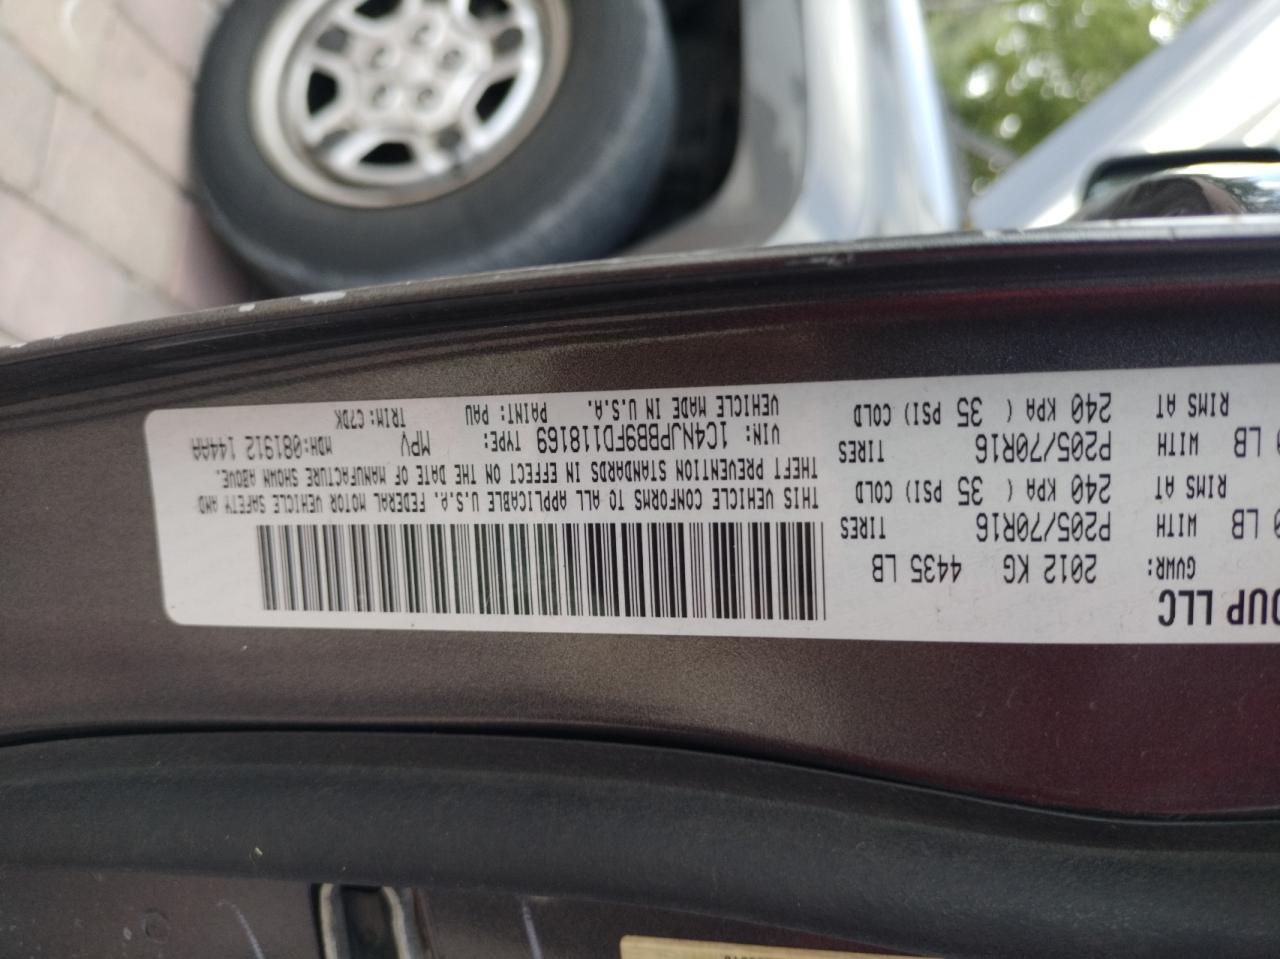 OUP LLC
GVWR: 2012 KG 4435 LB
LB WITH P205/70R16 TIRES
RIMS AT 240 KPA ( 35 PSI) COLD
LB WITH P205/70R16 TIRES
RIMS AT 240 KPA ( 35 PSI) COLD
THIS VEHICLE CONFORMS TO ALL APPLICABLE U.S.A. FEDERAL MOTOR VEHICLE SAFETY AND
THEFT PREVENTION STANDARDS IN EFFECT ON THE DATE OF MANUFACTURE SHOWN ABOVE.
VIN: 1C4NJPBB9FD118169 TYPE: MPV MDH:081912 144AA
VEHICLE MADE IN U.S.A. PAINT: PAU TRIM: C7DK